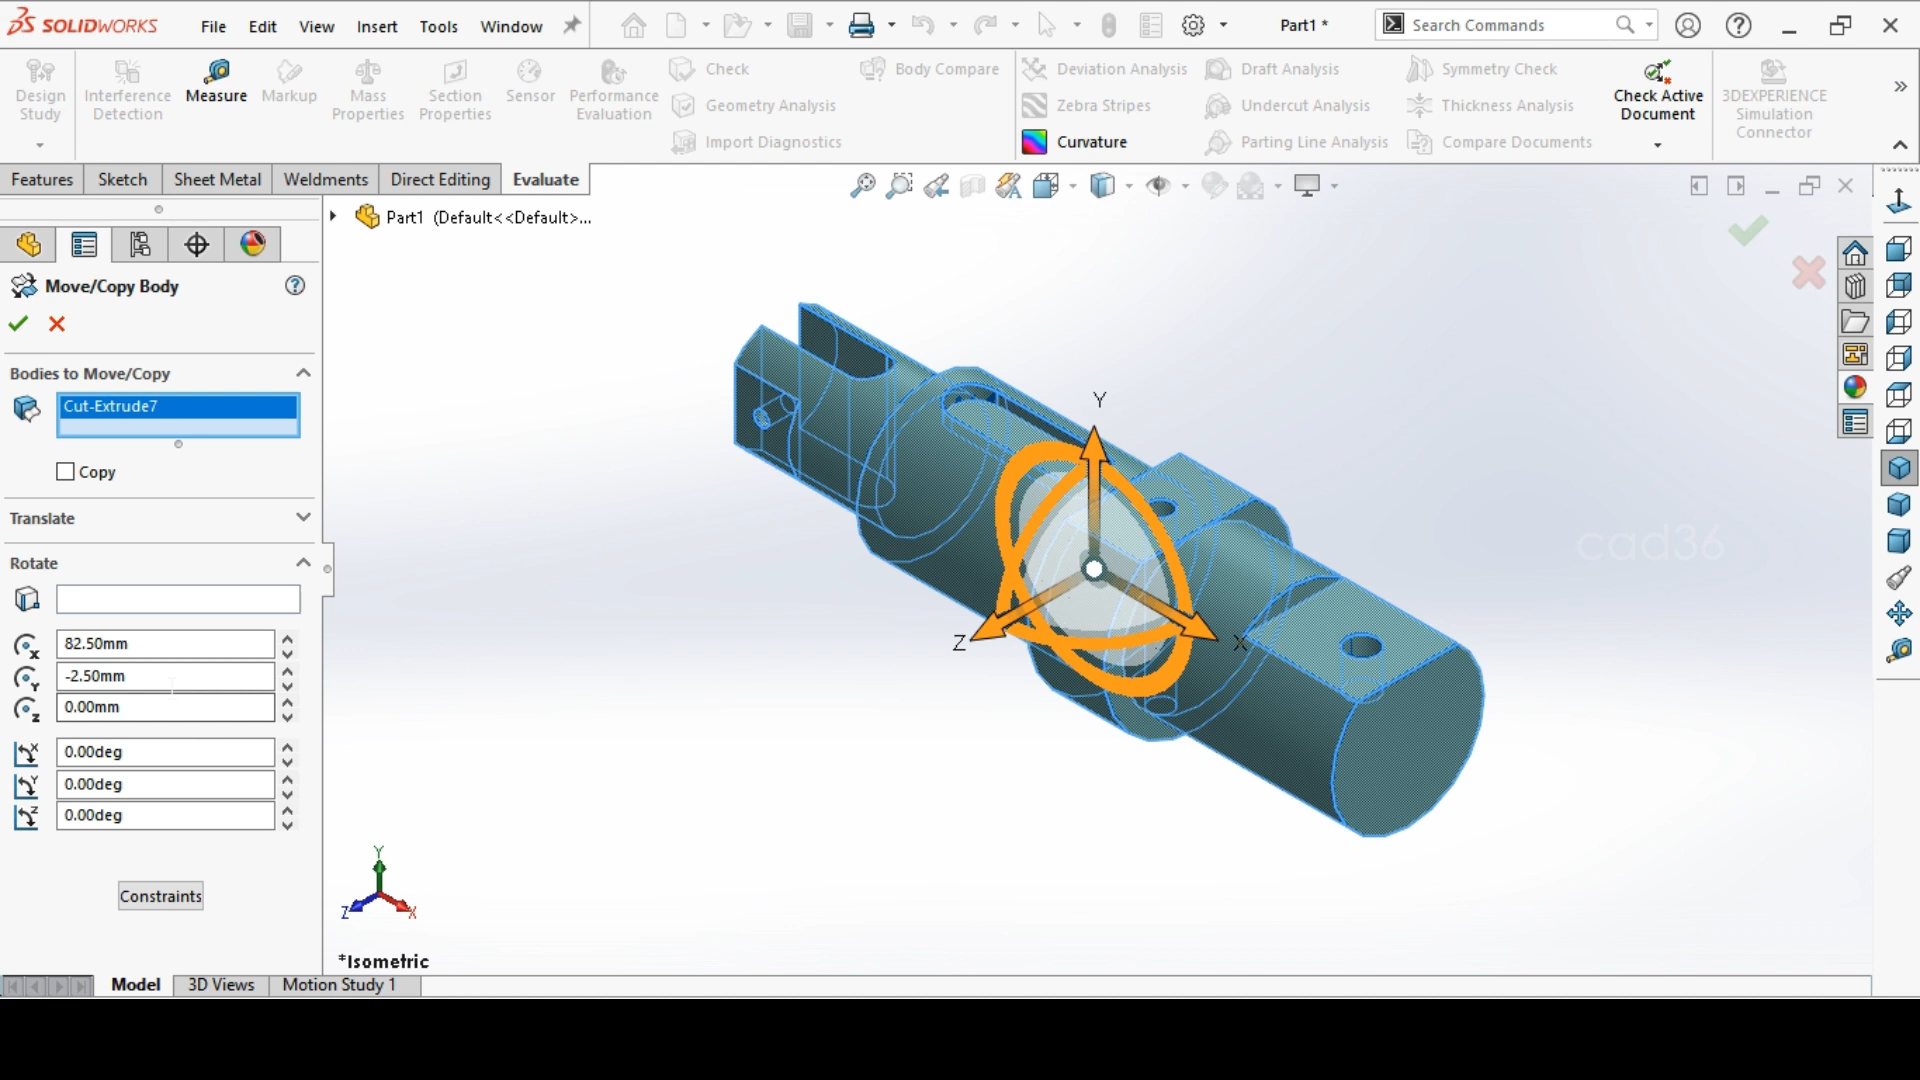 SOLIDWORKS File Edit View Insert Tools Window Part1 * Search Commands
Design Study
Interference Detection
Measure
Markup
Mass Properties
Section Properties
Sensor
Performance Evaluation
Check
Geometry Analysis
Import Diagnostics
Body Compare
Deviation Analysis
Zebra Stripes
Curvature
Draft Analysis
Undercut Analysis
Parting Line Analysis
Symmetry Check
Thickness Analysis
Compare Documents
Check Active Document
3DEXPERIENCE Simulation Connector
Features Sketch Sheet Metal Weldments Direct Editing Evaluate
Part1 (Default<<Default>...
Move/Copy Body
Bodies to Move/Copy
Cut-Extrude7
Copy
Translate
Rotate
X 82.50mm
Y -2.50mm
Z 0.00mm
X 0.00deg
Y 0.00deg
Z 0.00deg
Constraints
Y
Z
X
cad36
Y
Z
X
*Isometric
Model 3D Views Motion Study 1